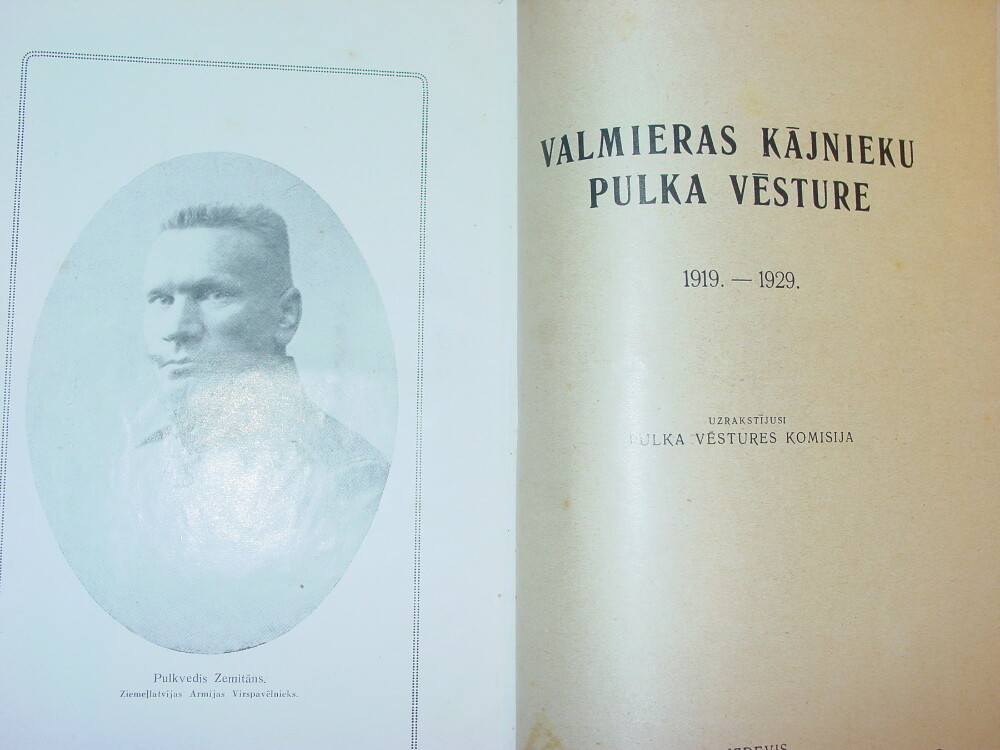 Pulkvedis Zemitāns.
Ziemeļlatvijas Armijas Virspavēlnieks.
VALMIERAS KĀJNIEKU
PULKA VĒSTURE
1919. — 1929.
UZRAKSTĪJUSI
PULKA VĒSTURES KOMISIJA